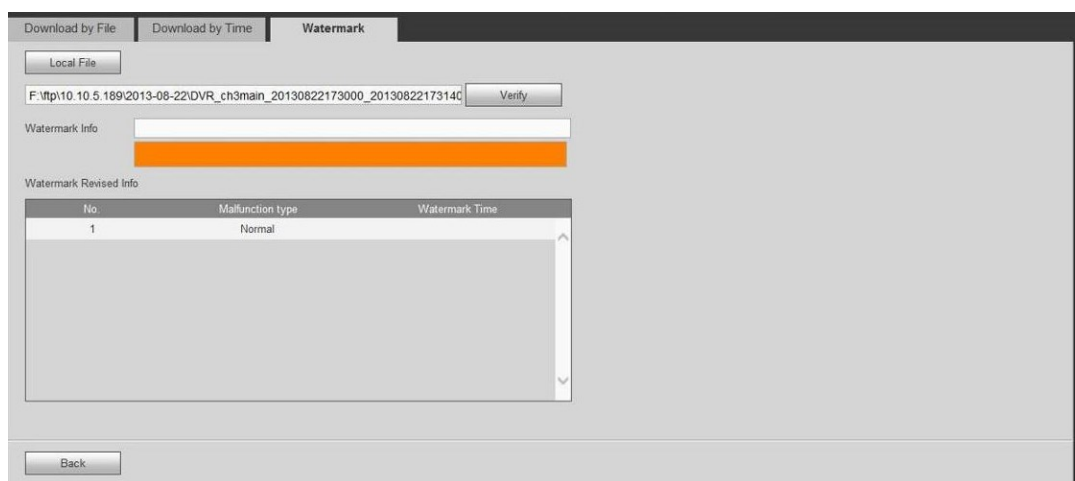 Download by File Download by Time Watermark
Local File
F:\ftp\10.10.5.189\2013-08-22\DVR_ch3main_20130822173000_20130822173140 Verify
Watermark Info
Watermark Revised Info
No. Malfunction type Watermark Time
1 Normal
Back